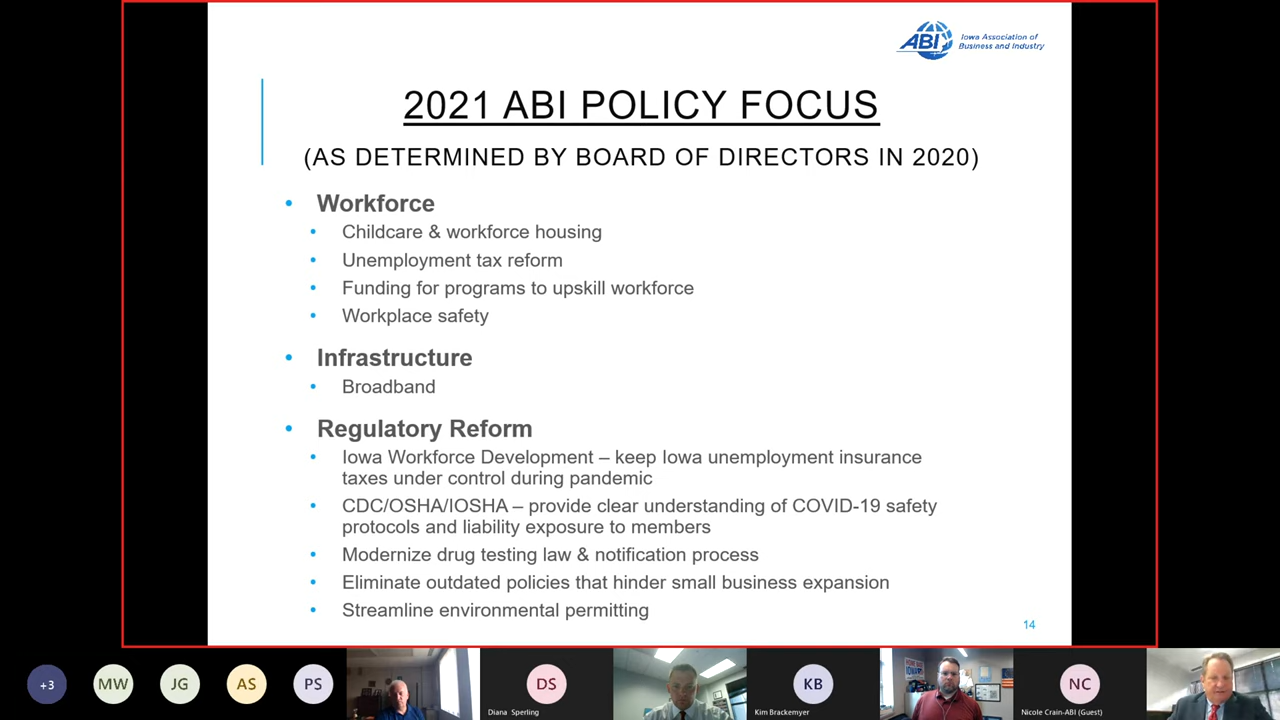 ABI
Iowa Association of
Business and Industry
2021 ABI POLICY FOCUS
(AS DETERMINED BY BOARD OF DIRECTORS IN 2020)
• Workforce
• Childcare & workforce housing
• Unemployment tax reform
• Funding for programs to upskill workforce
• Workplace safety
• Infrastructure
• Broadband
• Regulatory Reform
• Iowa Workforce Development – keep Iowa unemployment insurance
taxes under control during pandemic
• CDC/OSHA/IOSHA – provide clear understanding of COVID-19 safety
protocols and liability exposure to members
• Modernize drug testing law & notification process
• Eliminate outdated policies that hinder small business expansion
• Streamline environmental permitting
14
+3
MW
JG
AS
PS
DS
Diana Sperling
KB
Kim Brackemyer
NC
Nicole Crain-ABI (Guest)